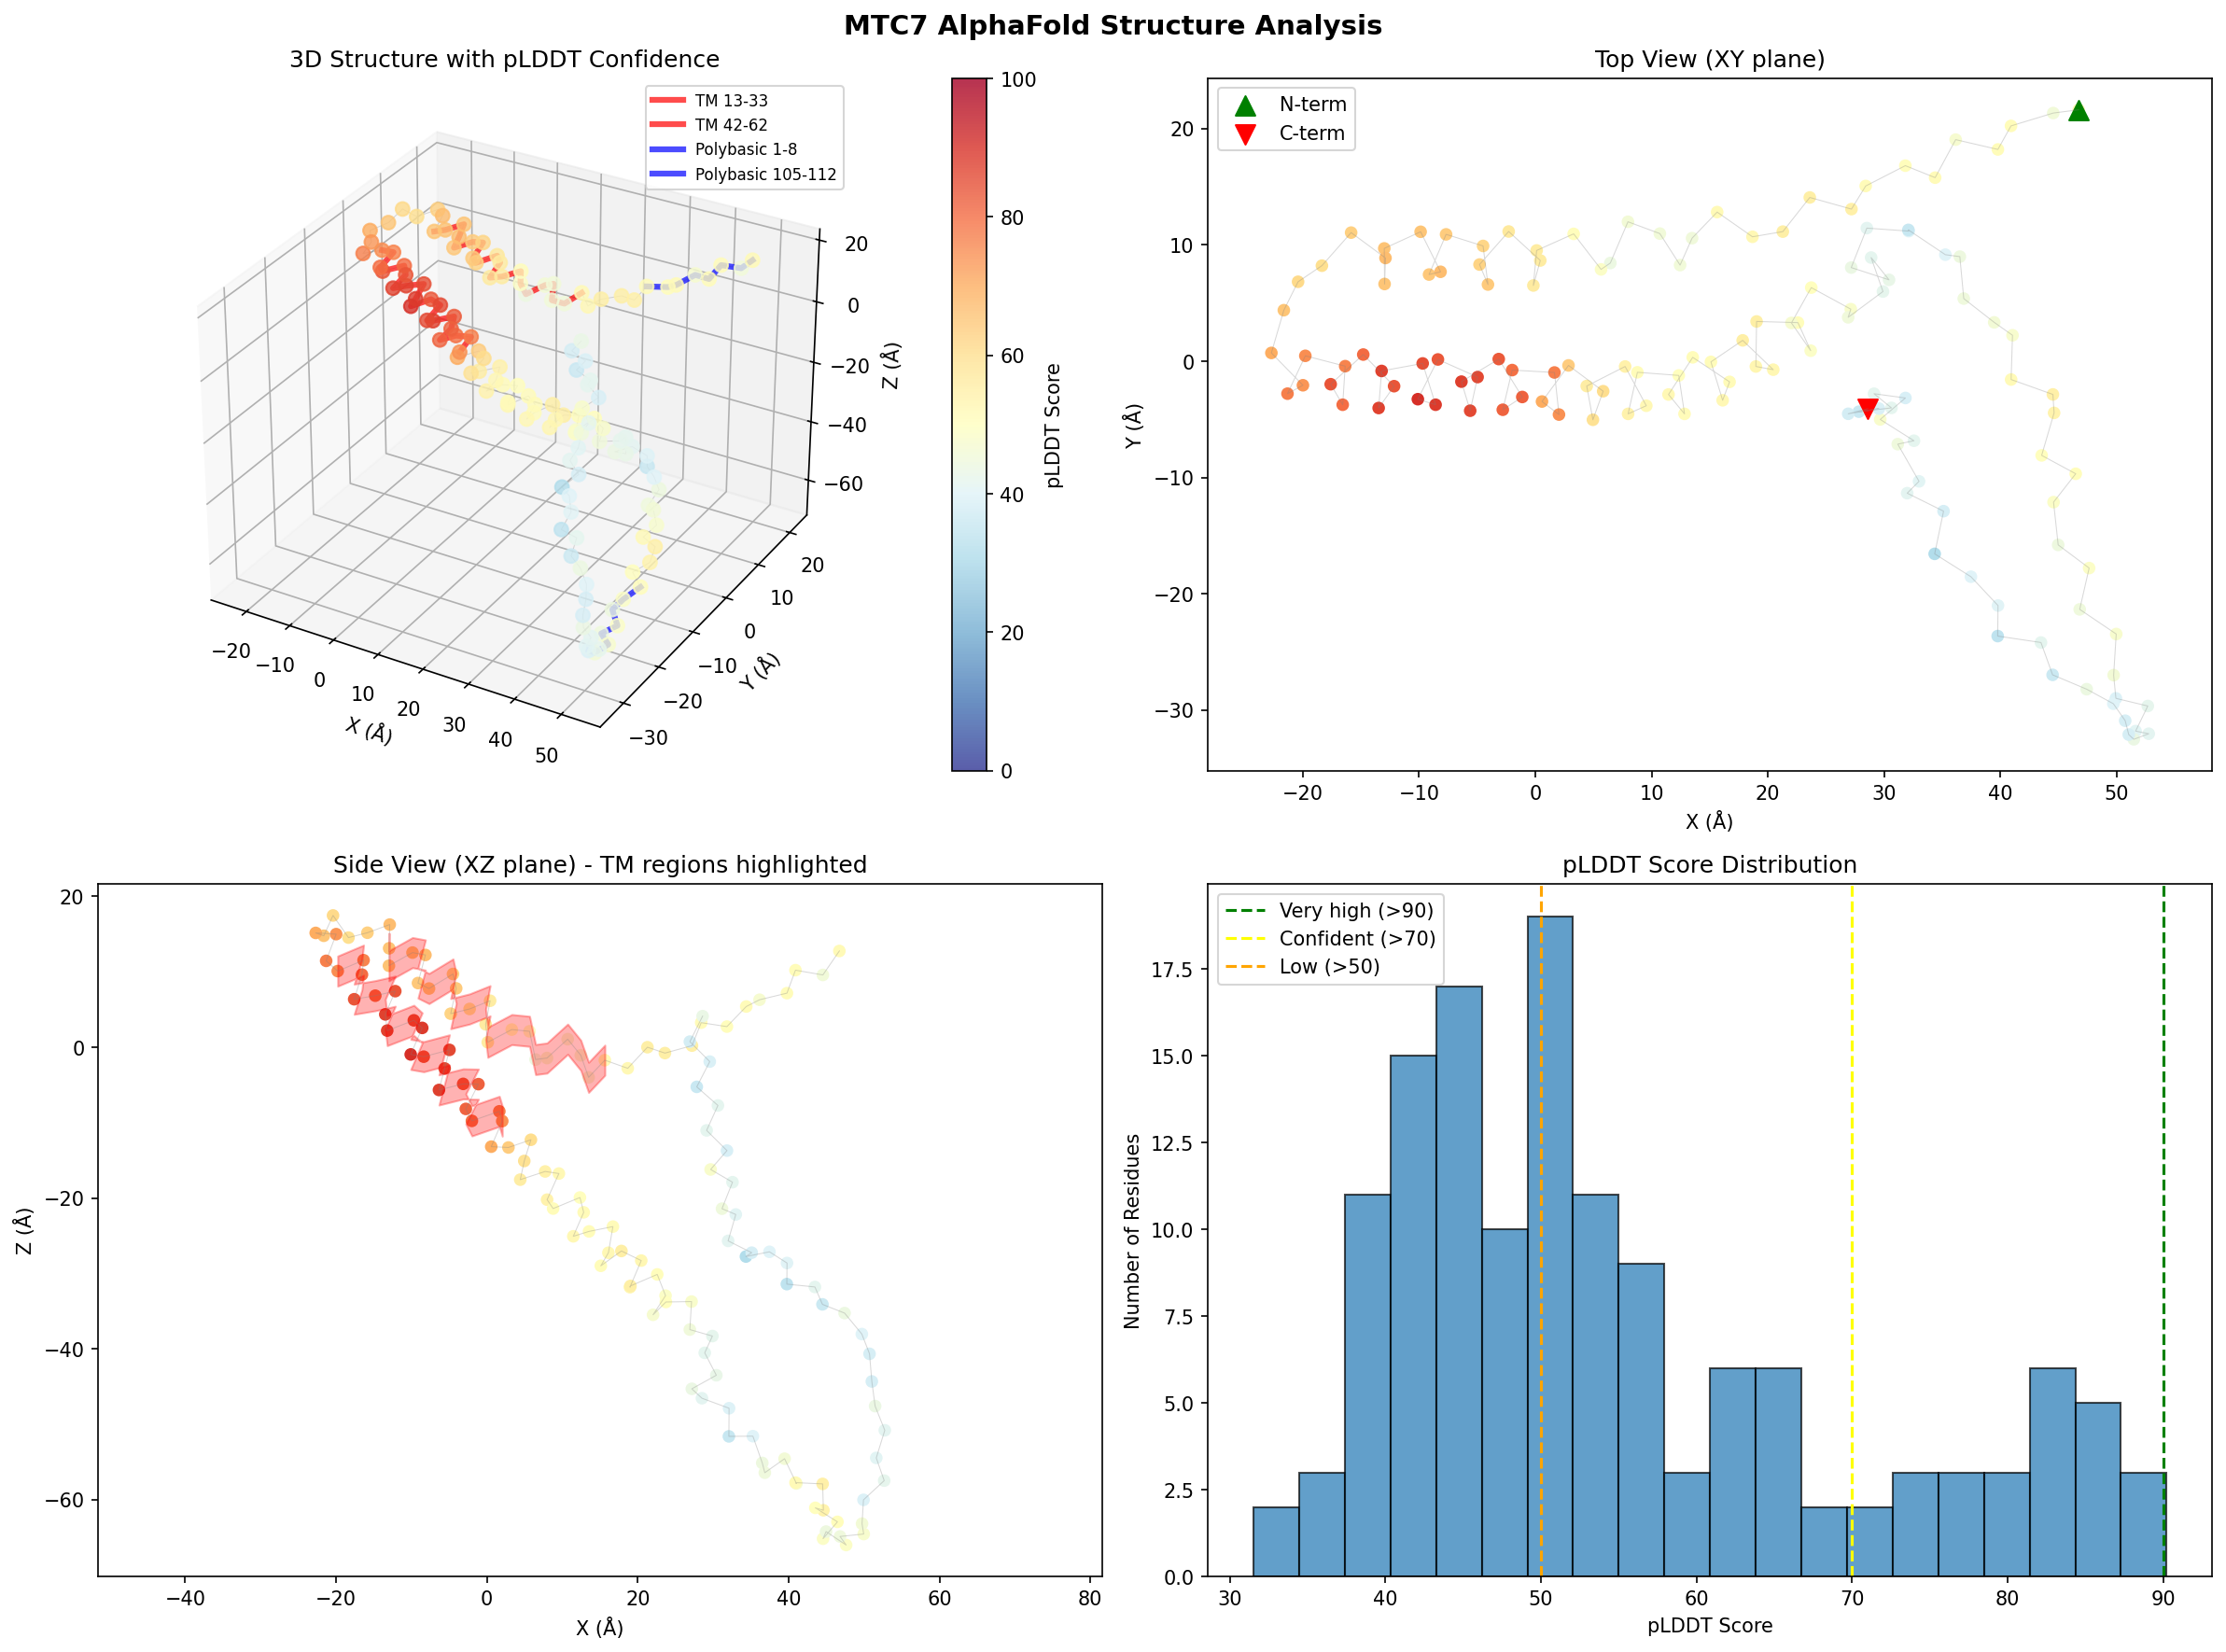 MTC7 AlphaFold Structure Analysis
3D Structure with pLDDT Confidence
TM 13-33
TM 42-62
Polybasic 1-8
Polybasic 105-112
20
0
−20
−40
−60
Z (Å)
−20
−10
0
10
20
30
40
50
X (Å)
20
10
0
−10
−20
−30
Y (Å)
100
80
60
40
20
0
pLDDT Score
Top View (XY plane)
N-term
C-term
20
10
0
−10
−20
−30
Y (Å)
−20 −10 0 10 20 30 40 50
X (Å)
Side View (XZ plane) - TM regions highlighted
20
0
−20
−40
−60
Z (Å)
−40 −20 0 20 40 60 80
X (Å)
pLDDT Score Distribution
Very high (>90)
Confident (>70)
Low (>50)
17.5
15.0
12.5
10.0
7.5
5.0
2.5
0.0
Number of Residues
30 40 50 60 70 80 90
pLDDT Score